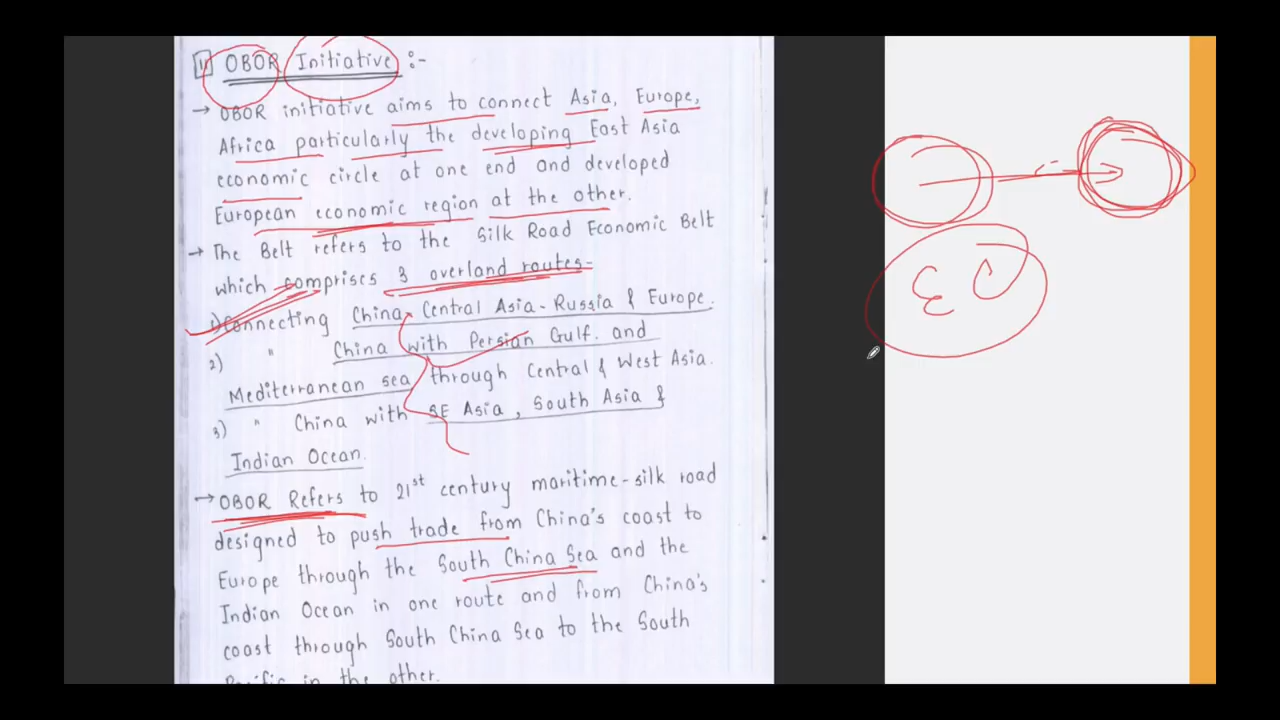 11 OBOR Initiative :-
→ OBOR initiative aims to connect Asia, Europe,
Africa particularly the developing East Asia
economic circle at one end and developed
European economic region at the other.
→ The Belt refers to the Silk Road Economic Belt
which comprises 3 overland routes-
1) Connecting China - Central Asia - Russia & Europe.
2) " China with Persian Gulf and
Mediterranean sea through Central & West Asia.
3) " China with SE Asia, South Asia &
Indian Ocean.
→ OBOR Refers to 21st century maritime-silk road
designed to push trade from China's coast to
Europe through the South China Sea and the
Indian Ocean in one route and from China's
coast through South China Sea to the South
Pacific in the other.